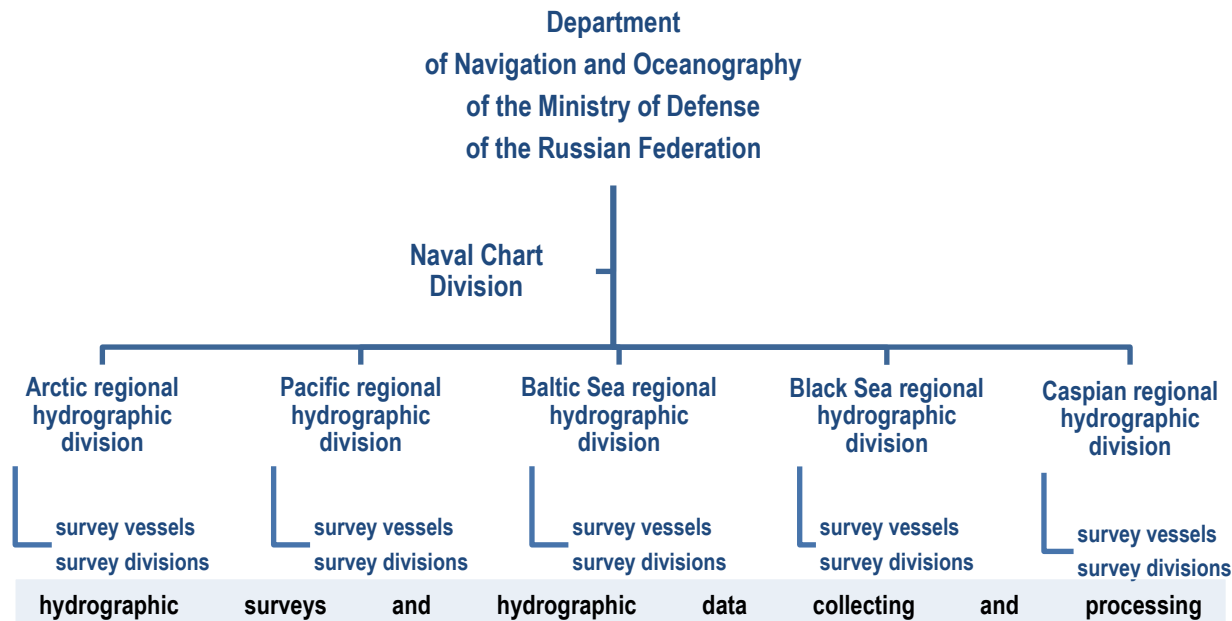 Department
of Navigation and Oceanography
of the Ministry of Defense
of the Russian Federation
Naval Chart
Division
Arctic regional
hydrographic
division
survey vessels
survey divisions
Pacific regional
hydrographic
division
survey vessels
survey divisions
Baltic Sea regional
hydrographic
division
survey vessels
survey divisions
Black Sea regional
hydrographic
division
survey vessels
survey divisions
Caspian regional
hydrographic
division
survey vessels
survey divisions
hydrographic surveys and hydrographic data collecting and processing